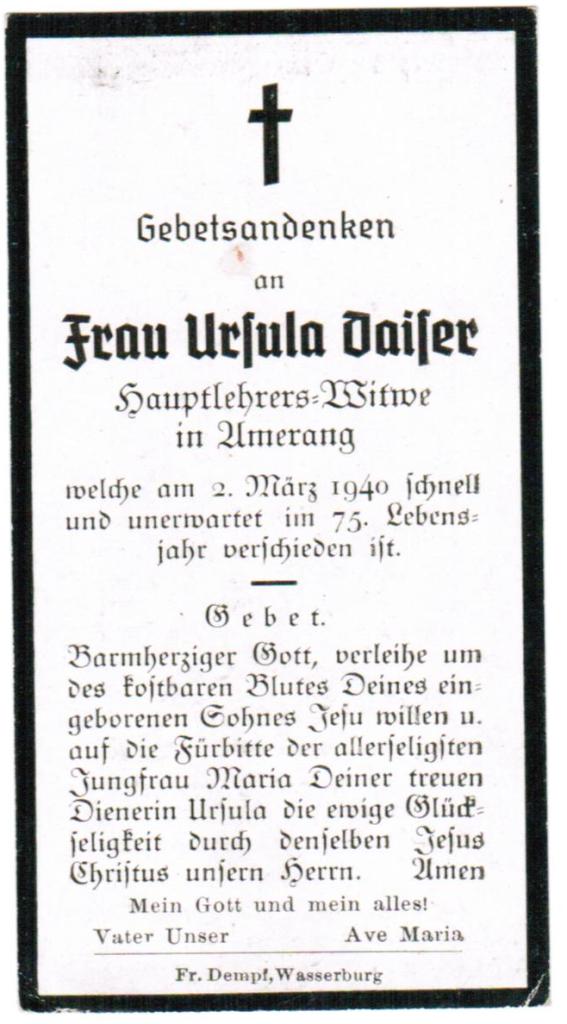 Gebetsandenken
an
Frau Ursula Daiser
Hauptlehrers-Witwe
in Amerang
welche am 2. März 1940 schnell
und unerwartet im 75. Lebens-
jahr verschieden ist.
Gebet.
Barmherziger Gott, verleihe um
des kostbaren Blutes Deines ein-
geborenen Sohnes Jesu willen u.
auf die Fürbitte der allerseligsten
Jungfrau Maria Deiner treuen
Dienerin Ursula die ewige Glück-
seligkeit durch denselben Jesus
Christus unsern Herrn. Amen
Mein Gott und mein alles!
Vater Unser Ave Maria
Fr. Dempf, Wasserburg